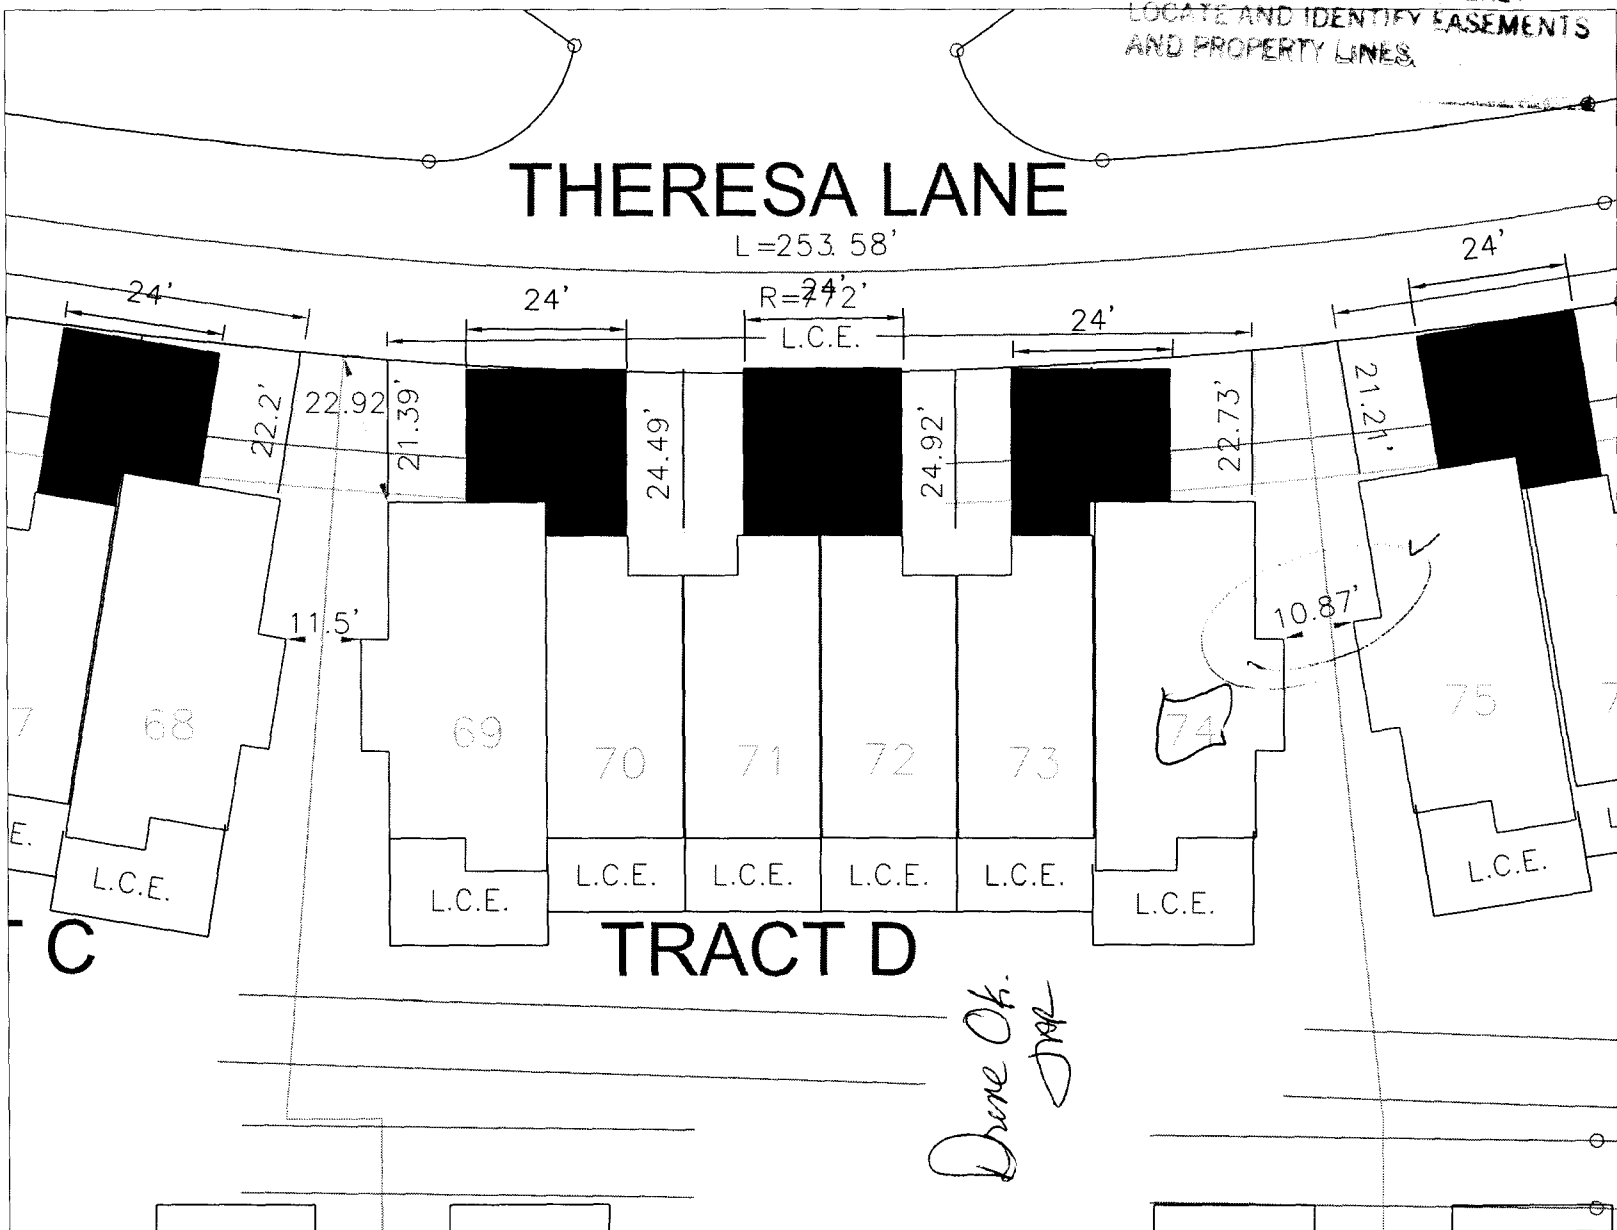 LOCATE AND IDENTIFY EASEMENTS
AND PROPERTY LINES.
THERESA LANE
L=253.58'
24'
24'
24'
R=772'
24'
24'
L.C.E.
22.2'
22.92
21.39'
24.49'
24.92'
22.73'
21.21'
11.5'
10.87'
7
68
69
70
71
72
73
74
75
7
E.
L.C.E.
L.C.E.
L.C.E.
L.C.E.
L.C.E.
L.C.E.
L.C.E.
L.C.E.
L
C
TRACT D
OK.